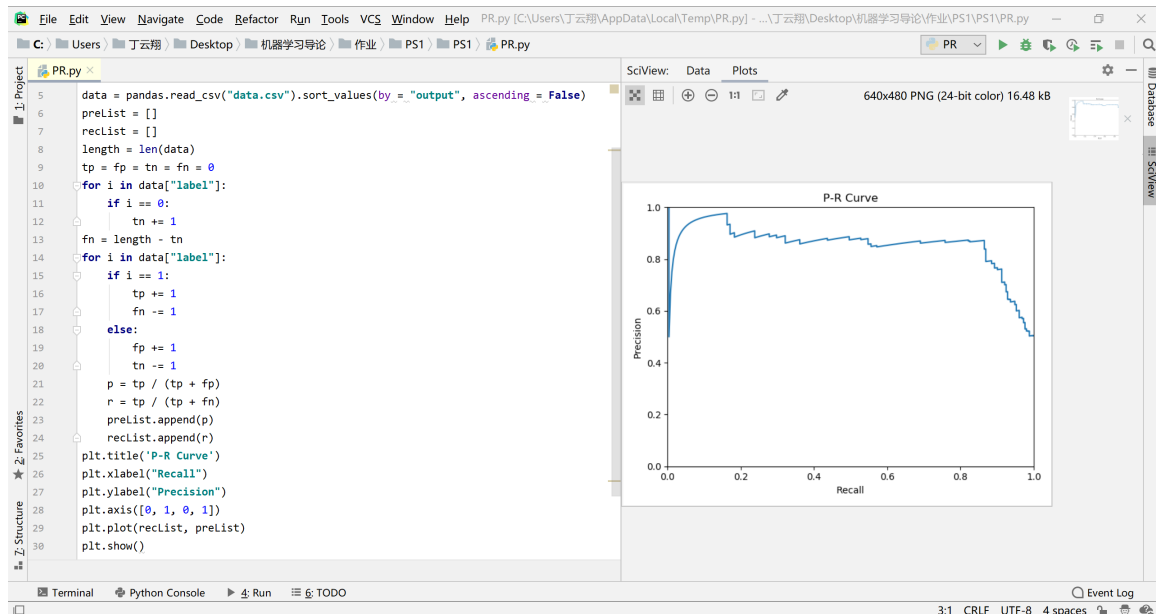 File Edit View Navigate Code Refactor Run Tools VCS Window Help PR.py [C:\Users\丁云翔\AppData\Local\Temp\PR.py] - ...\丁云翔\Desktop\机器学习导论\作业\PS1\PS1\PR.py
C: Users 丁云翔 Desktop 机器学习导论 作业 PS1 PS1 PR.py PR
1: Project
PR.py
SciView: Data Plots
1:1 640x480 PNG (24-bit color) 16.48 kB
Database
SciView
5 data = pandas.read_csv("data.csv").sort_values(by = "output", ascending = False)
6 preList = []
7 recList = []
8 length = len(data)
9 tp = fp = tn = fn = 0
10 for i in data["label"]:
11 if i == 0:
12 tn += 1
13 fn = length - tn
14 for i in data["label"]:
15 if i == 1:
16 tp += 1
17 fn -= 1
18 else:
19 fp += 1
20 tn -= 1
21 p = tp / (tp + fp)
22 r = tp / (tp + fn)
23 preList.append(p)
24 recList.append(r)
25 plt.title('P-R Curve')
26 plt.xlabel("Recall")
27 plt.ylabel("Precision")
28 plt.axis([0, 1, 0, 1])
29 plt.plot(recList, preList)
30 plt.show()
2: Favorites
7: Structure
P-R Curve
1.0
0.8
0.6
0.4
0.2
0.0
Precision
0.0 0.2 0.4 0.6 0.8 1.0
Recall
Terminal Python Console 4: Run 6: TODO Event Log
3:1 CRLF UTF-8 4 spaces